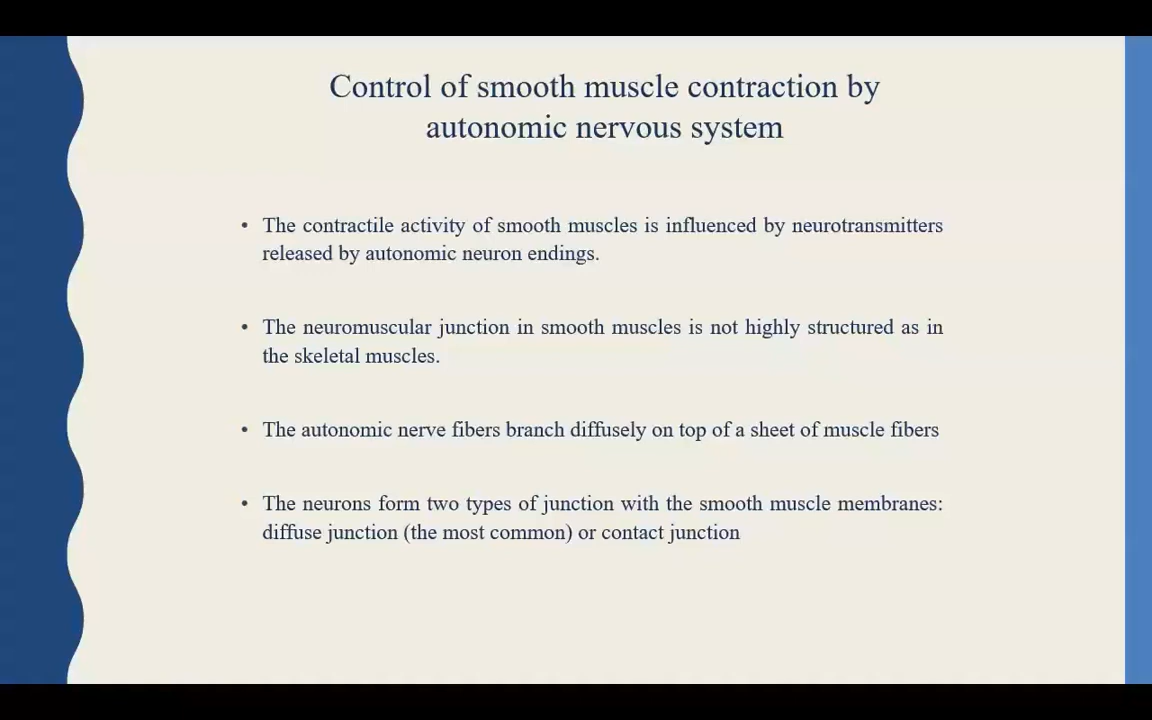 Control of smooth muscle contraction by
autonomic nervous system
• The contractile activity of smooth muscles is influenced by neurotransmitters
released by autonomic neuron endings.
• The neuromuscular junction in smooth muscles is not highly structured as in
the skeletal muscles.
• The autonomic nerve fibers branch diffusely on top of a sheet of muscle fibers
• The neurons form two types of junction with the smooth muscle membranes:
diffuse junction (the most common) or contact junction